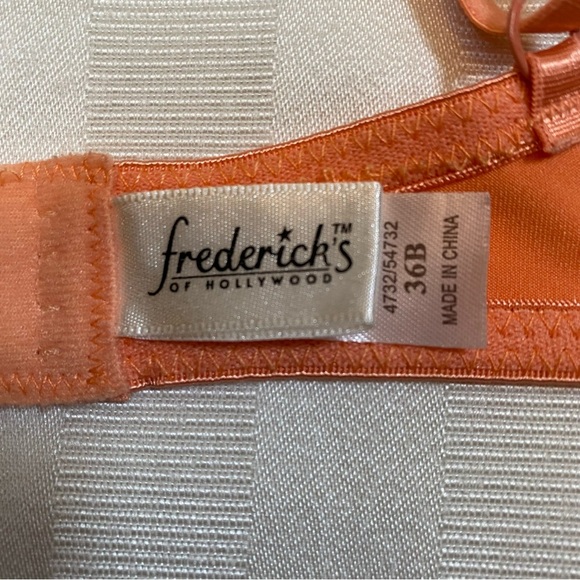 frederick's™
OF HOLLYWOOD
4732/54732
36B
MADE IN CHINA